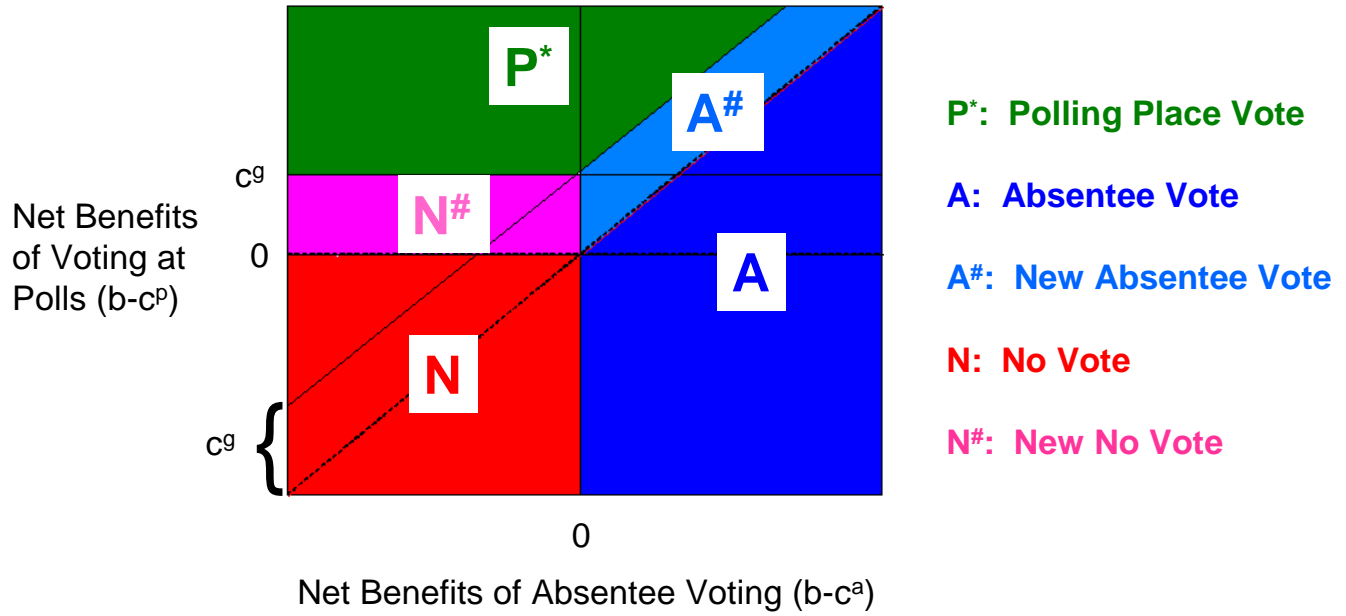 P*
A#
cg
N#
Net Benefits
of Voting at
Polls (b-cp)
0
A
N
cg
{
0
Net Benefits of Absentee Voting (b-ca)
P*: Polling Place Vote
A: Absentee Vote
A#: New Absentee Vote
N: No Vote
N#: New No Vote